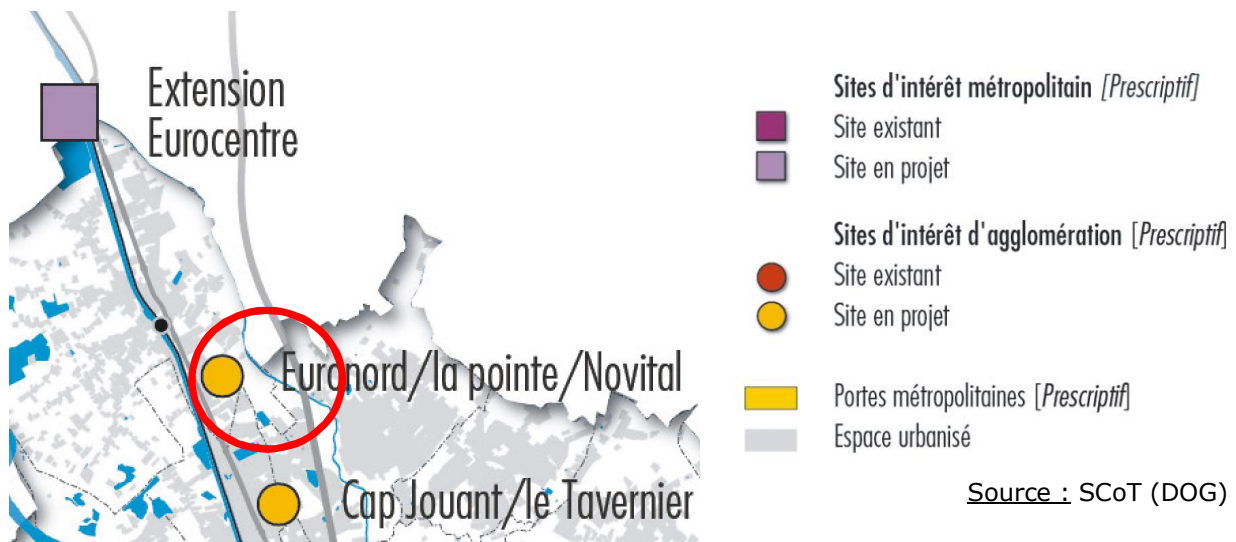 Extension
Eurocentre
Euronord/la pointe/Novital
Cap Jouant/le Tavernier
Sites d'intérêt métropolitain [Prescriptif]
Site existant
Site en projet
Sites d'intérêt d'agglomération [Prescriptif]
Site existant
Site en projet
Portes métropolitaines [Prescriptif]
Espace urbanisé
Source : SCoT (DOG)